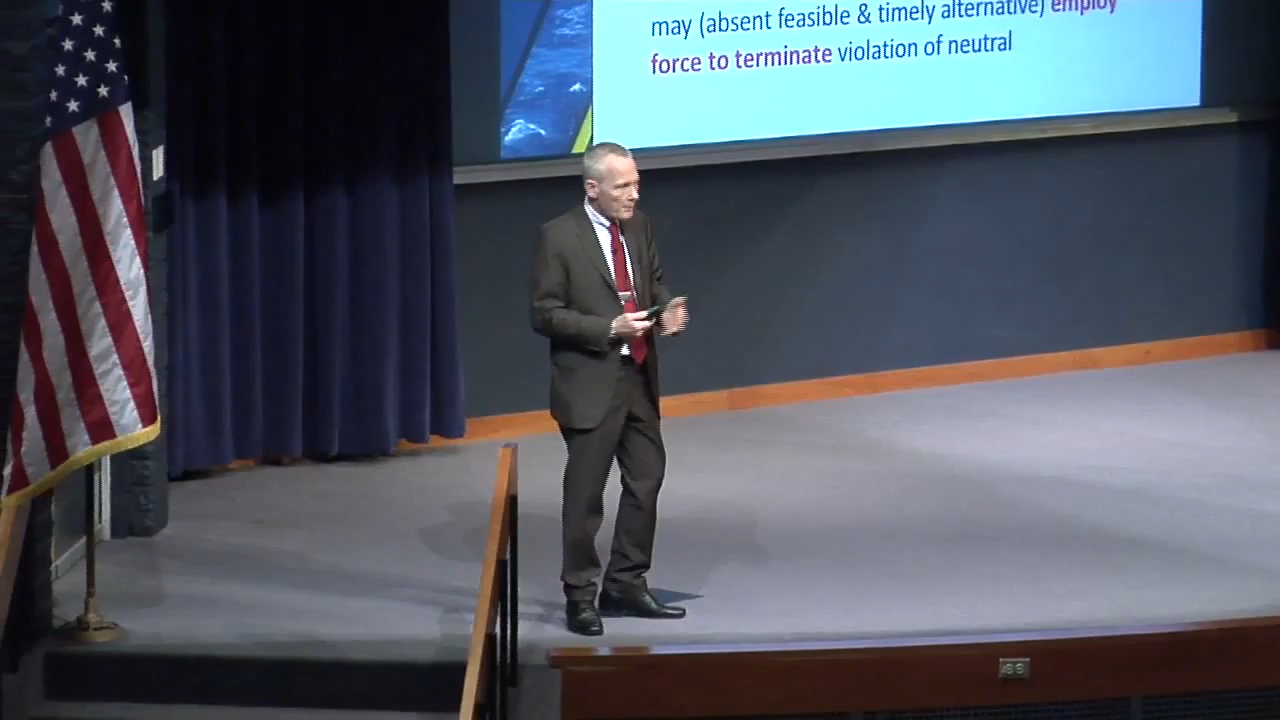 may (absent feasible & timely alternative) employ
force to terminate violation of neutral